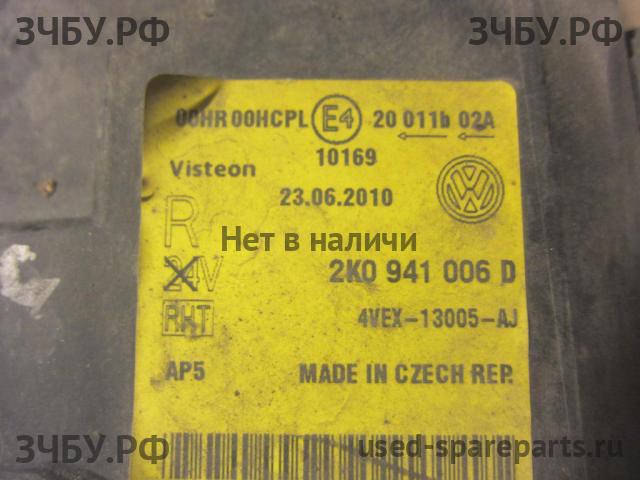 ЗЧБУ.РФ ЗЧБУ.РФ
00HR 00HCPL E4 20 011b 02A
10169
Visteon
23.06.2010
VW
R
Нет в наличи
24V 2K0 941 006 D
RHT 4VEX-13005-AJ
AP5 MADE IN CZECH REP.
ЗЧБУ.РФ used-spareparts.ru